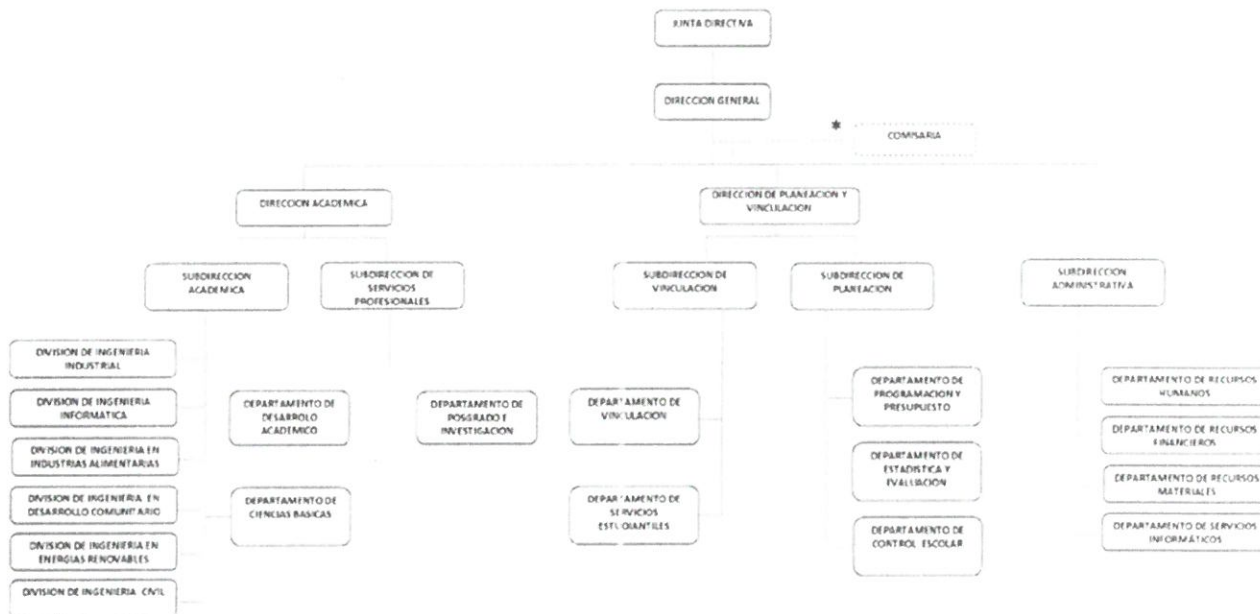 JUNTA DIRECTIVA
DIRECCION GENERAL
*
COMISARIA
DIRECCION ACADEMICA
DIRECCION DE PLANEACION Y
VINCULACION
SUBDIRECCION
ACADEMICA
SUBDIRECCION DE
SERVICIOS
PROFESIONALES
SUBDIRECCION DE
VINCULACION
SUBDIRECCION DE
PLANEACION
SUBDIRECCION
ADMINISTRATIVA
DIVISION DE INGENIERIA
INDUSTRIAL
DIVISION DE INGENIERIA
INFORMATICA
DIVISION DE INGENIERIA EN
INDUSTRIAS ALIMENTARIAS
DIVISION DE INGENIERIA EN
DESARROLLO COMUNITARIO
DIVISION DE INGENIERIA EN
ENERGIAS RENOVABLES
DIVISION DE INGENIERIA CIVIL
DEPARTAMENTO DE
DESARROLO
ACADEMICO
DEPARTAMENTO DE
CIENCIAS BASICAS
DEPARTAMENTO DE
POSGRADO E
INVESTIGACION
DEPARTAMENTO DE
VINCULACION
DEPARTAMENTO DE
SERVICIOS
ESTUDIANTILES
DEPARTAMENTO DE
PROGRAMACION Y
PRESUPUESTO
DEPARTAMENTO DE
ESTADISTICA Y
EVALUACION
DEPARTAMENTO DE
CONTROL ESCOLAR
DEPARTAMENTO DE RECURSOS
HUMANOS
DEPARTAMENTO DE RECURSOS
FINANCIEROS
DEPARTAMENTO DE RECURSOS
MATERIALES
DEPARTAMENTO DE SERVICIOS
INFORMÁTICOS